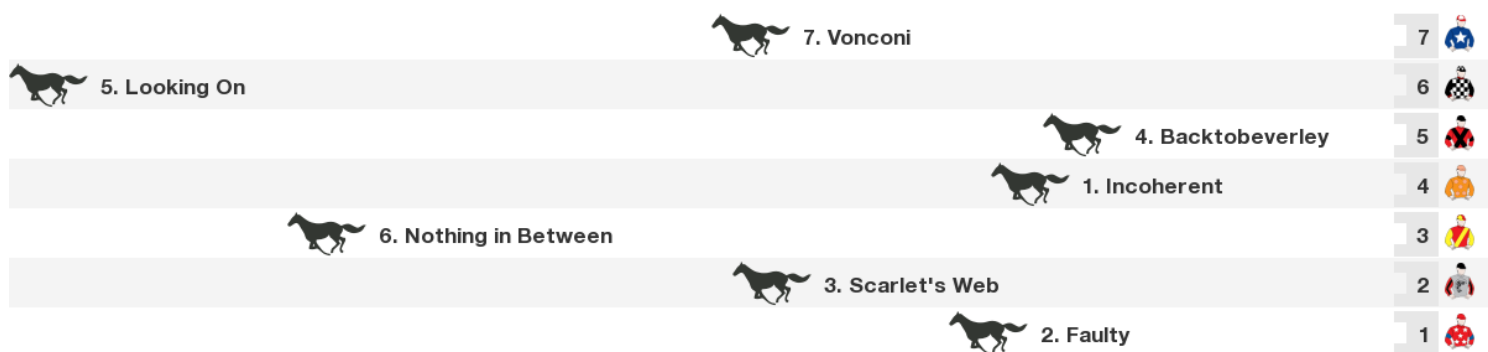 7. Vonconi 7
5. Looking On 6
4. Backtobeverley 5
1. Incoherent 4
6. Nothing in Between 3
3. Scarlet's Web 2
2. Faulty 1